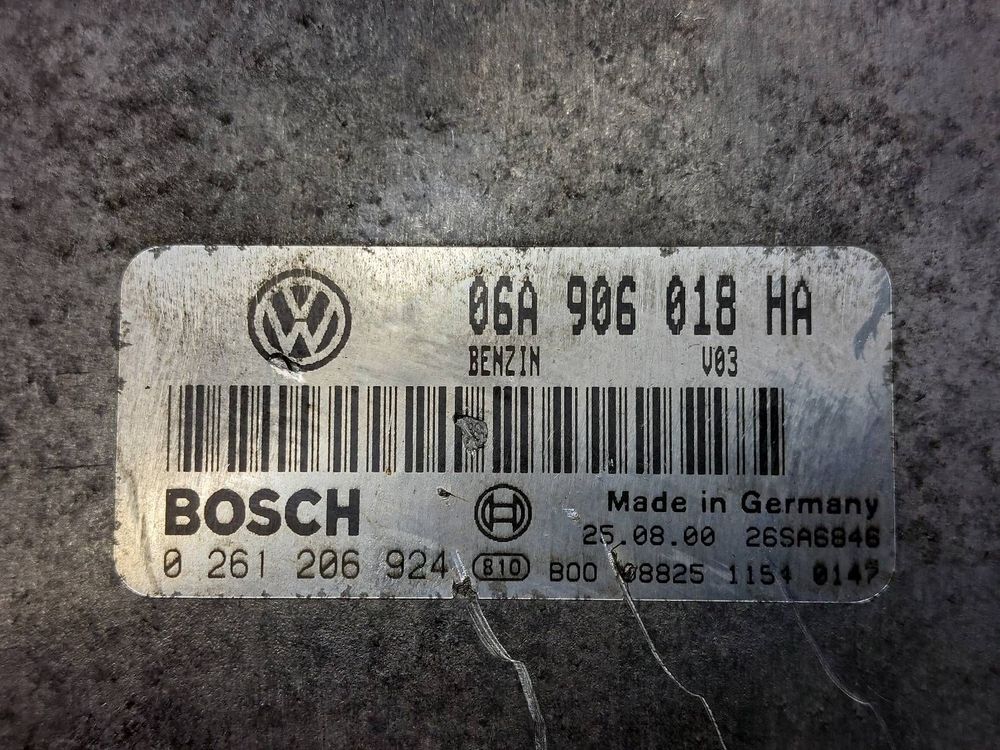 06A 906 018 HA
BENZIN V03
BOSCH
Made in Germany
25.08.00 26SA6846
0 261 206 924 810 B00 08825 1154 0147